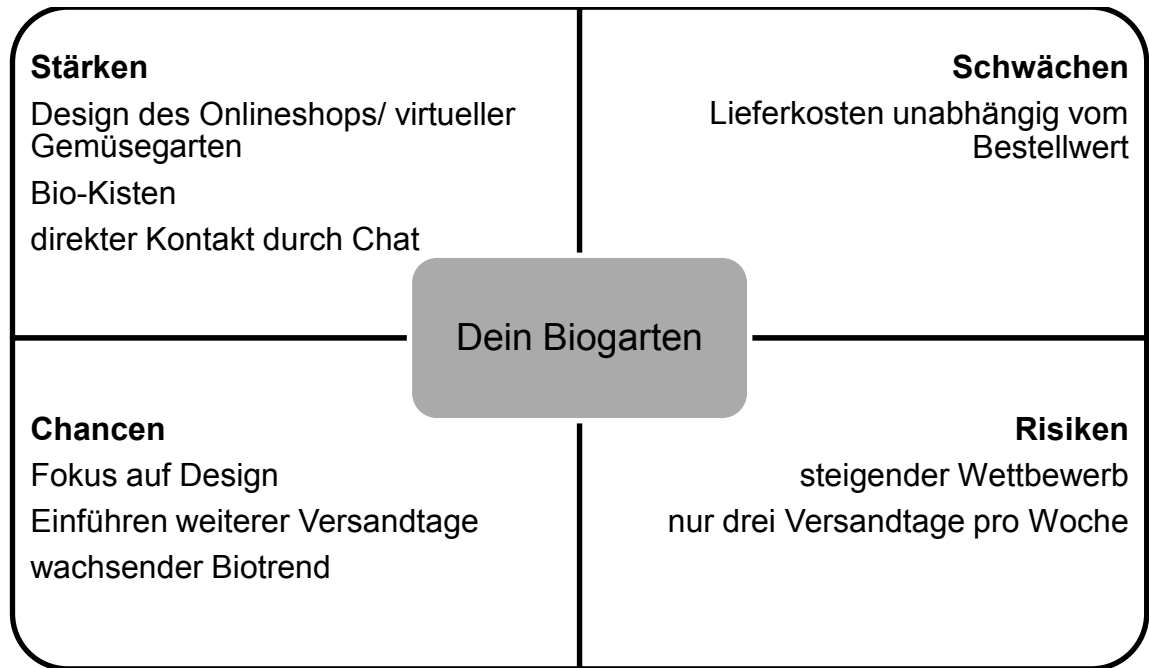 Stärken
Design des Onlineshops/ virtueller
Gemüsegarten
Bio-Kisten
direkter Kontakt durch Chat
Schwächen
Lieferkosten unabhängig vom
Bestellwert
Dein Biogarten
Chancen
Fokus auf Design
Einführen weiterer Versandtage
wachsender Biotrend
Risiken
steigender Wettbewerb
nur drei Versandtage pro Woche